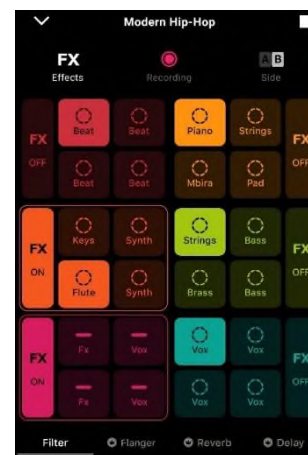 Modern Hip-Hop
FX A B
Effects Recording Side
Beat Beat Piano Strings
FX FX
OFF OFF
Beat Beat Mbira Pad
Keys Synth Strings Bass
FX FX
ON OFF
Flute Synth Brass Bass
Fx Vox Vox Vox
FX FX
ON OFF
Fx Vox Vox Vox
Filter Flanger Reverb Delay